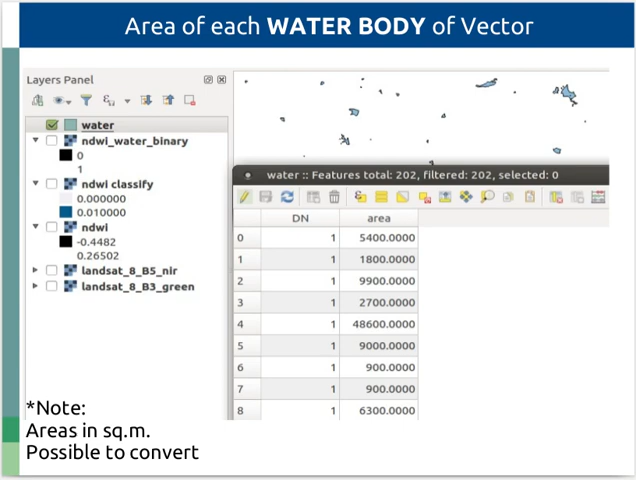 Area of each WATER BODY of Vector
Layers Panel
water
ndwi_water_binary
0
1
ndwi classify
0.000000
0.010000
ndwi
-0.4482
0.26502
landsat_8_B5_nir
landsat_8_B3_green
water :: Features total: 202, filtered: 202, selected: 0
DN area
0 1 5400.0000
1 1 1800.0000
2 1 9900.0000
3 1 2700.0000
4 1 48600.0000
5 1 9000.0000
6 1 900.0000
7 1 900.0000
8 1 6300.0000
*Note:
Areas in sq.m.
Possible to convert